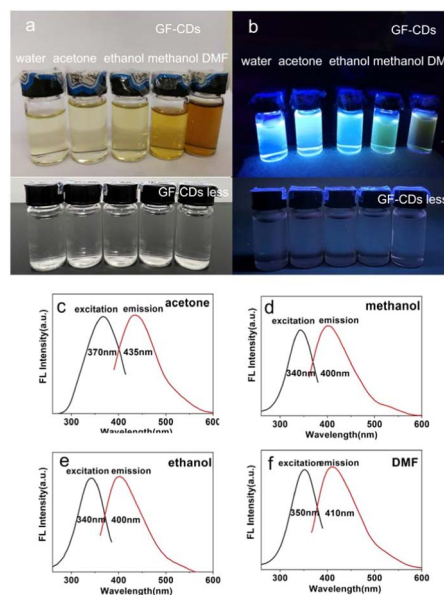 a
GF-CDs
water acetone ethanol methanol DMF
GF-CDs less
b
GF-CDs
water acetone ethanol methanol DMF
GF-CDs less
c
acetone
excitation emission
370nm 435nm
FL Intensity(a.u.)
300 400 500 600
Wavelength(nm)
d
methanol
excitation emission
340nm 400nm
FL Intensity(a.u.)
300 400 500 600
Wavelength(nm)
e
ethanol
excitation emission
340nm 400nm
FL Intensity(a.u.)
300 400 500
Wavelength(nm)
f
DMF
excitation emission
350nm 410nm
FL Intensity(a.u.)
300 400 500 600
Wavelength(nm)